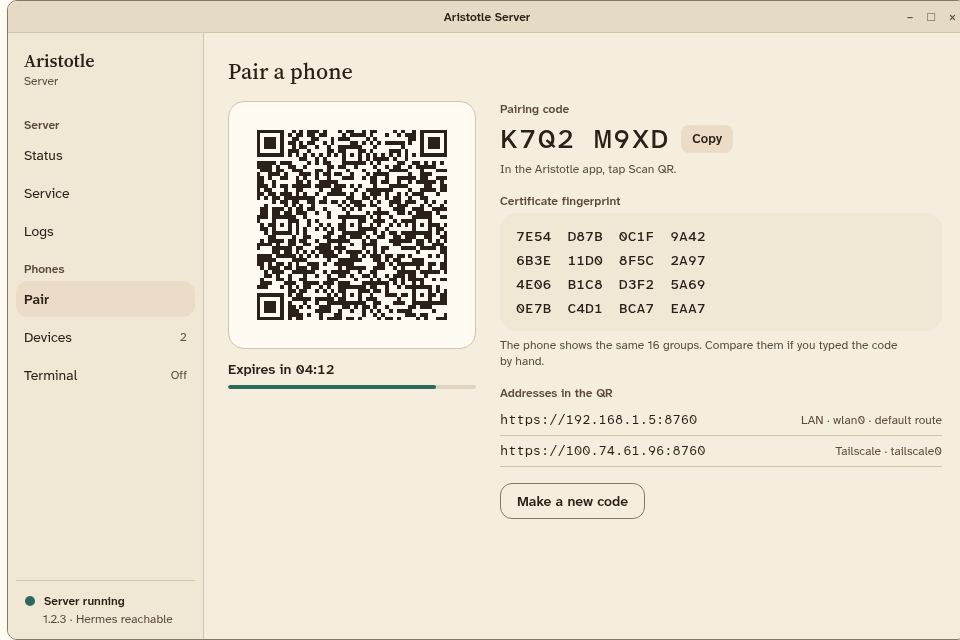 Aristotle Server
Aristotle
Server
Server
Status
Service
Logs
Phones
Pair
Devices 2
Terminal Off
Server running
1.2.3 · Hermes reachable
Pair a phone
Expires in 04:12
Pairing code
K7Q2 M9XD Copy
In the Aristotle app, tap Scan QR.
Certificate fingerprint
7E54 D87B 0C1F 9A42
6B3E 11D0 8F5C 2A97
4E06 B1C8 D3F2 5A69
0E7B C4D1 BCA7 EAA7
The phone shows the same 16 groups. Compare them if you typed the code
by hand.
Addresses in the QR
https://192.168.1.5:8760 LAN · wlan0 · default route
https://100.74.61.96:8760 Tailscale · tailscale0
Make a new code